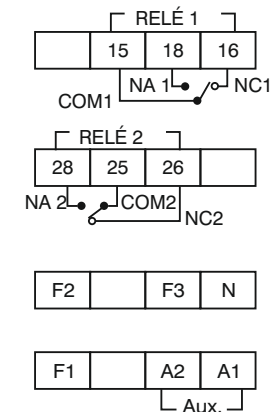 RELÉ 1
15 18 16
NA 1 NC1
COM1
RELÉ 2
28 25 26
NA 2 COM2
NC2
F2 F3 N
F1 A2 A1
Aux.